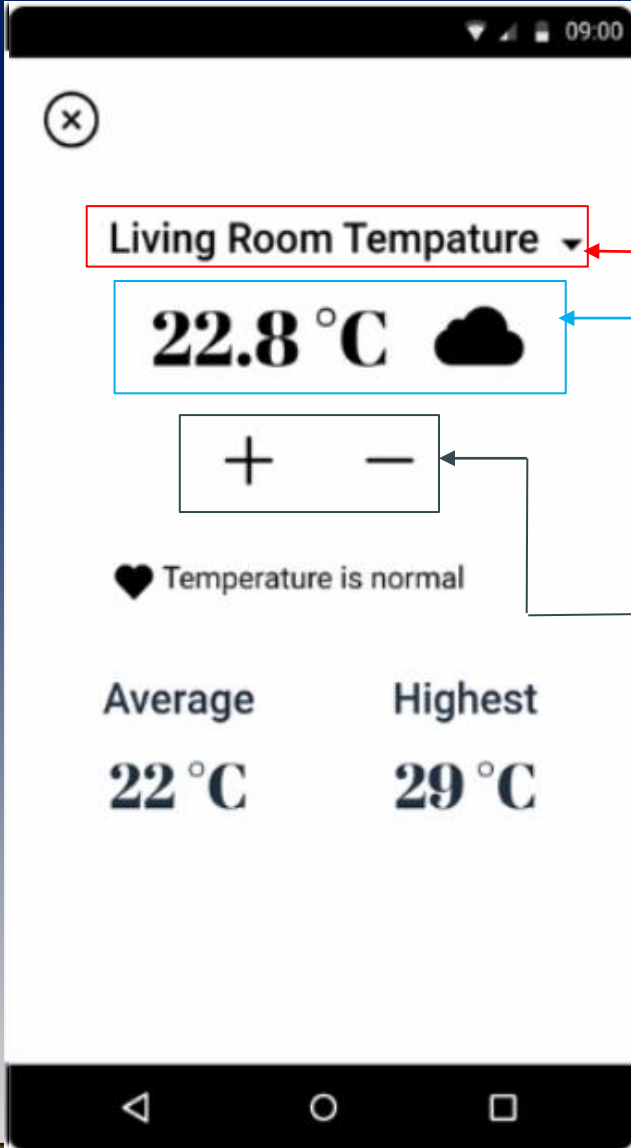 09:00
Living Room Tempature
22.8 °C
+ −
Temperature is normal
Average Highest
22 °C 29 °C